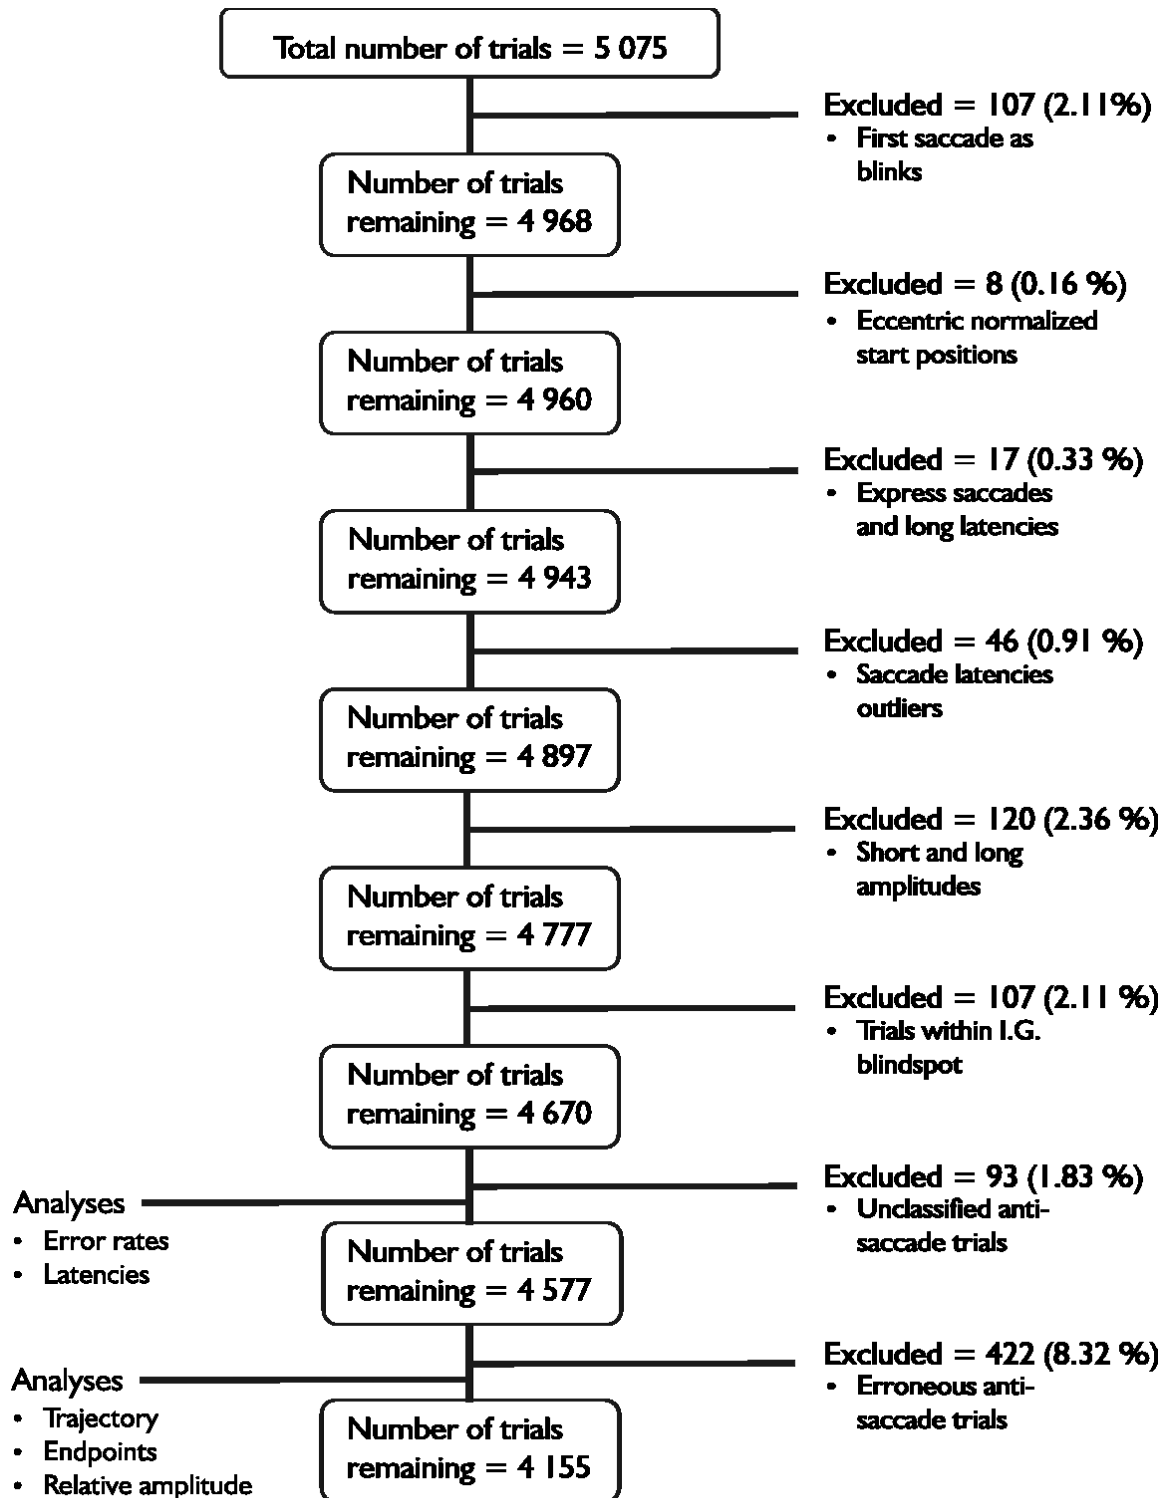 Total number of trials = 5 075
Excluded = 107 (2.11%)
• First saccade as
blinks
Number of trials
remaining = 4 968
Excluded = 8 (0.16 %)
• Eccentric normalized
start positions
Number of trials
remaining = 4 960
Excluded = 17 (0.33 %)
• Express saccades
and long latencies
Number of trials
remaining = 4 943
Excluded = 46 (0.91 %)
• Saccade latencies
outliers
Number of trials
remaining = 4 897
Excluded = 120 (2.36 %)
• Short and long
amplitudes
Number of trials
remaining = 4 777
Excluded = 107 (2.11 %)
• Trials within I.G.
blindspot
Number of trials
remaining = 4 670
Excluded = 93 (1.83 %)
• Unclassified anti-
saccade trials
Analyses
• Error rates
• Latencies
Number of trials
remaining = 4 577
Excluded = 422 (8.32 %)
• Erroneous anti-
saccade trials
Analyses
• Trajectory
• Endpoints
• Relative amplitude
Number of trials
remaining = 4 155